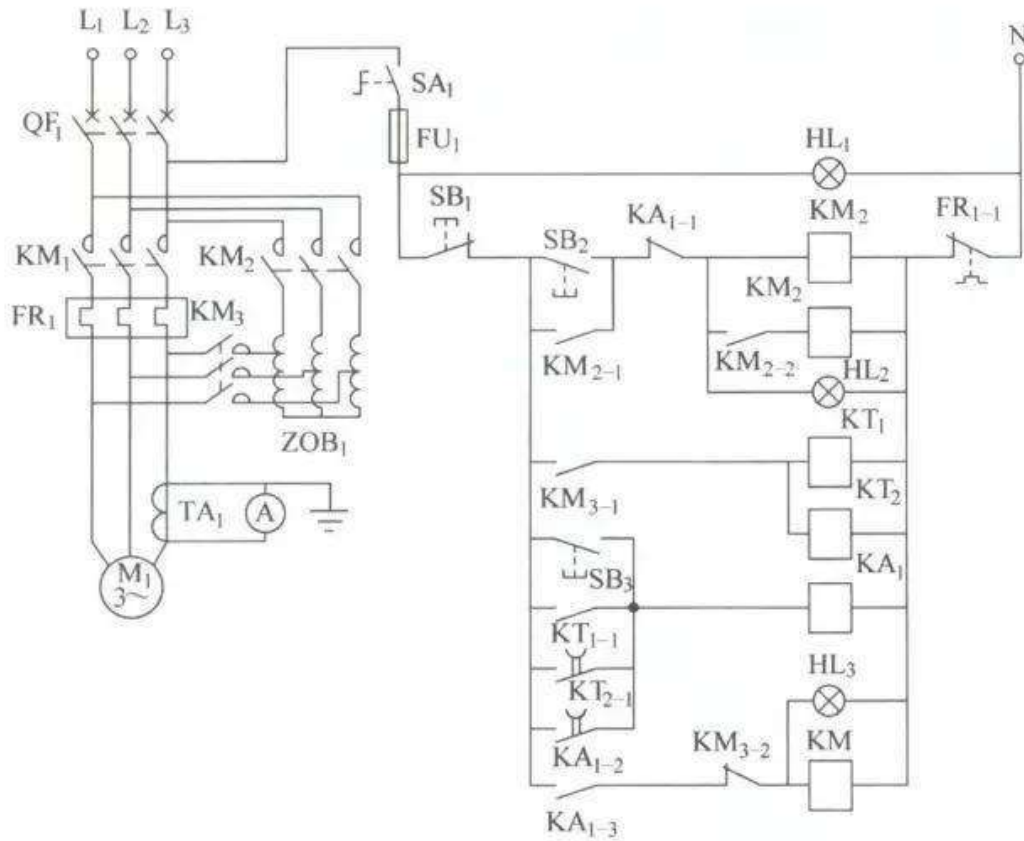 L₁ L₂ L₃
N
SA₁
QF₁
FU₁
HL₁
SB₁
KA₁₋₁
KM₂
FR₁₋₁
SB₂
KM₁
KM₂
KM₂
FR₁
KM₃
KM₂₋₁
KM₂₋₂
HL₂
ZOB₁
KT₁
KM₃₋₁
KT₂
TA₁
A
KA₁
SB₃
M₁
3~
KT₁₋₁
HL₃
KT₂₋₁
KM₃₋₂
KM
KA₁₋₂
KA₁₋₃